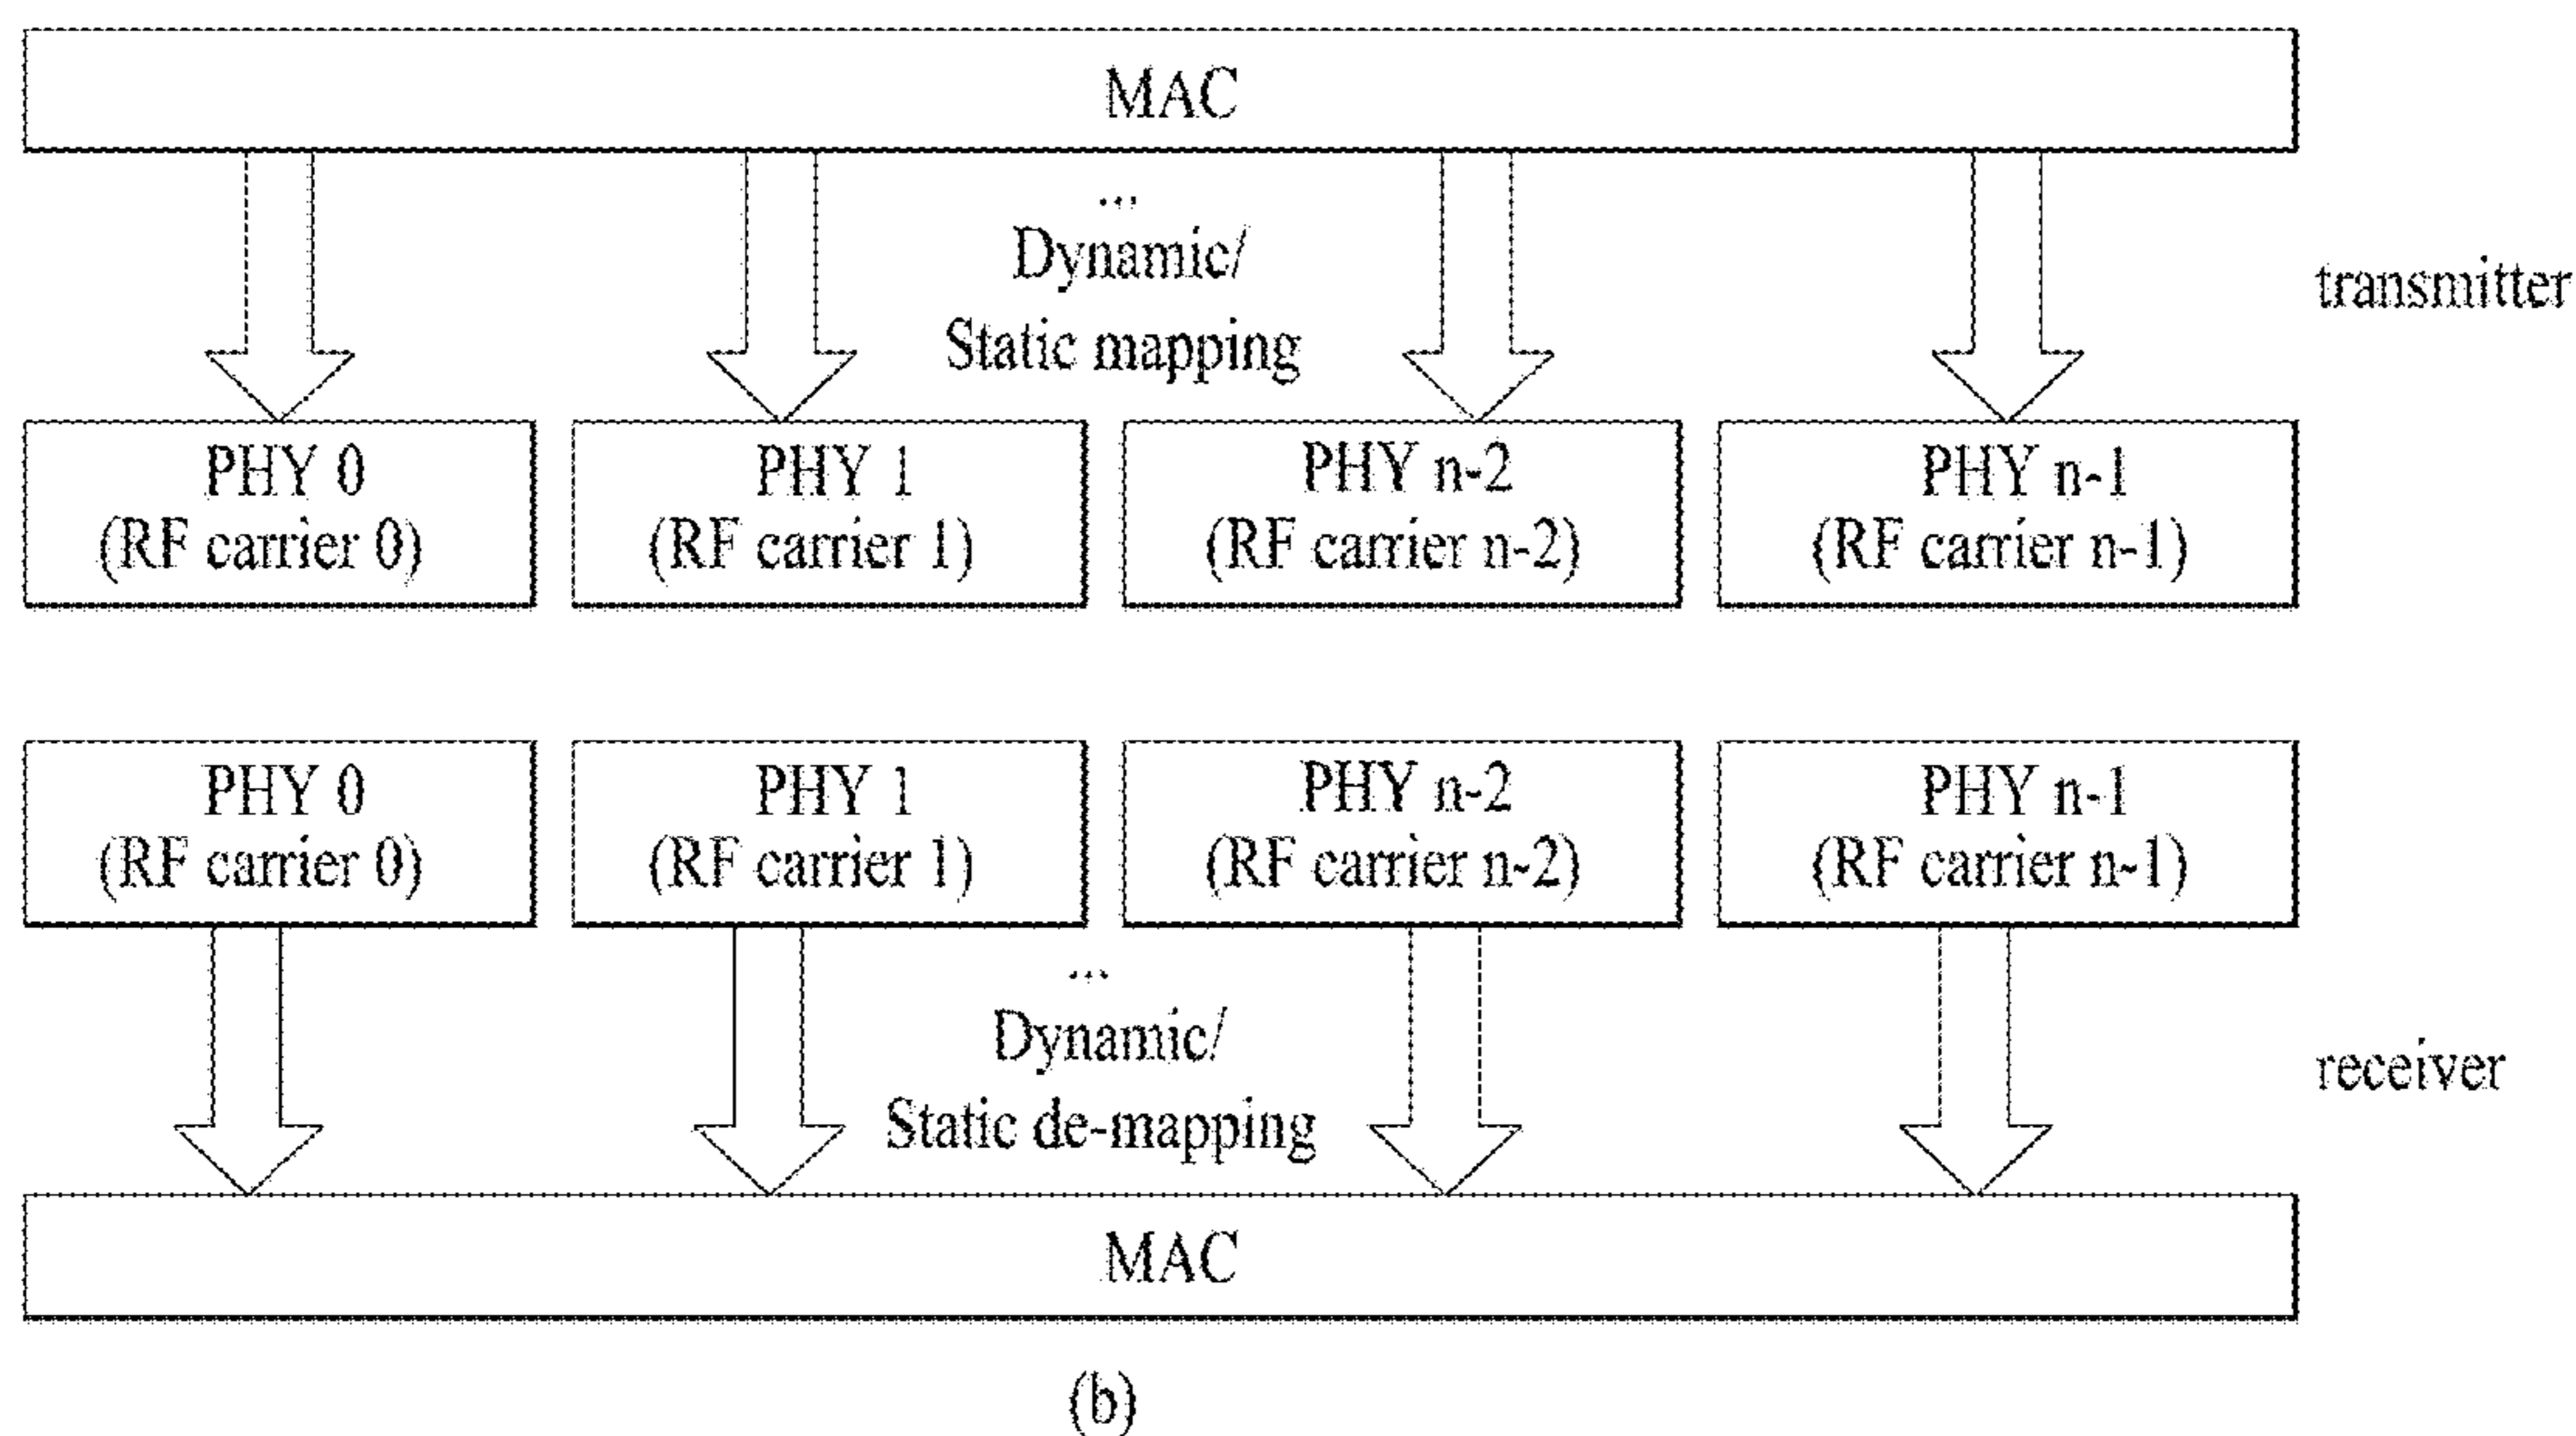 MAC
...
Dynamic/
Static mapping
transmitter
PHY 0
(RF carrier 0)
PHY 1
(RF carrier 1)
PHY n-2
(RF carrier n-2)
PHY n-1
(RF carrier n-1)
PHY 0
(RF carrier 0)
PHY 1
(RF carrier 1)
PHY n-2
(RF carrier n-2)
PHY n-1
(RF carrier n-1)
...
Dynamic/
Static de-mapping
receiver
MAC
(b)